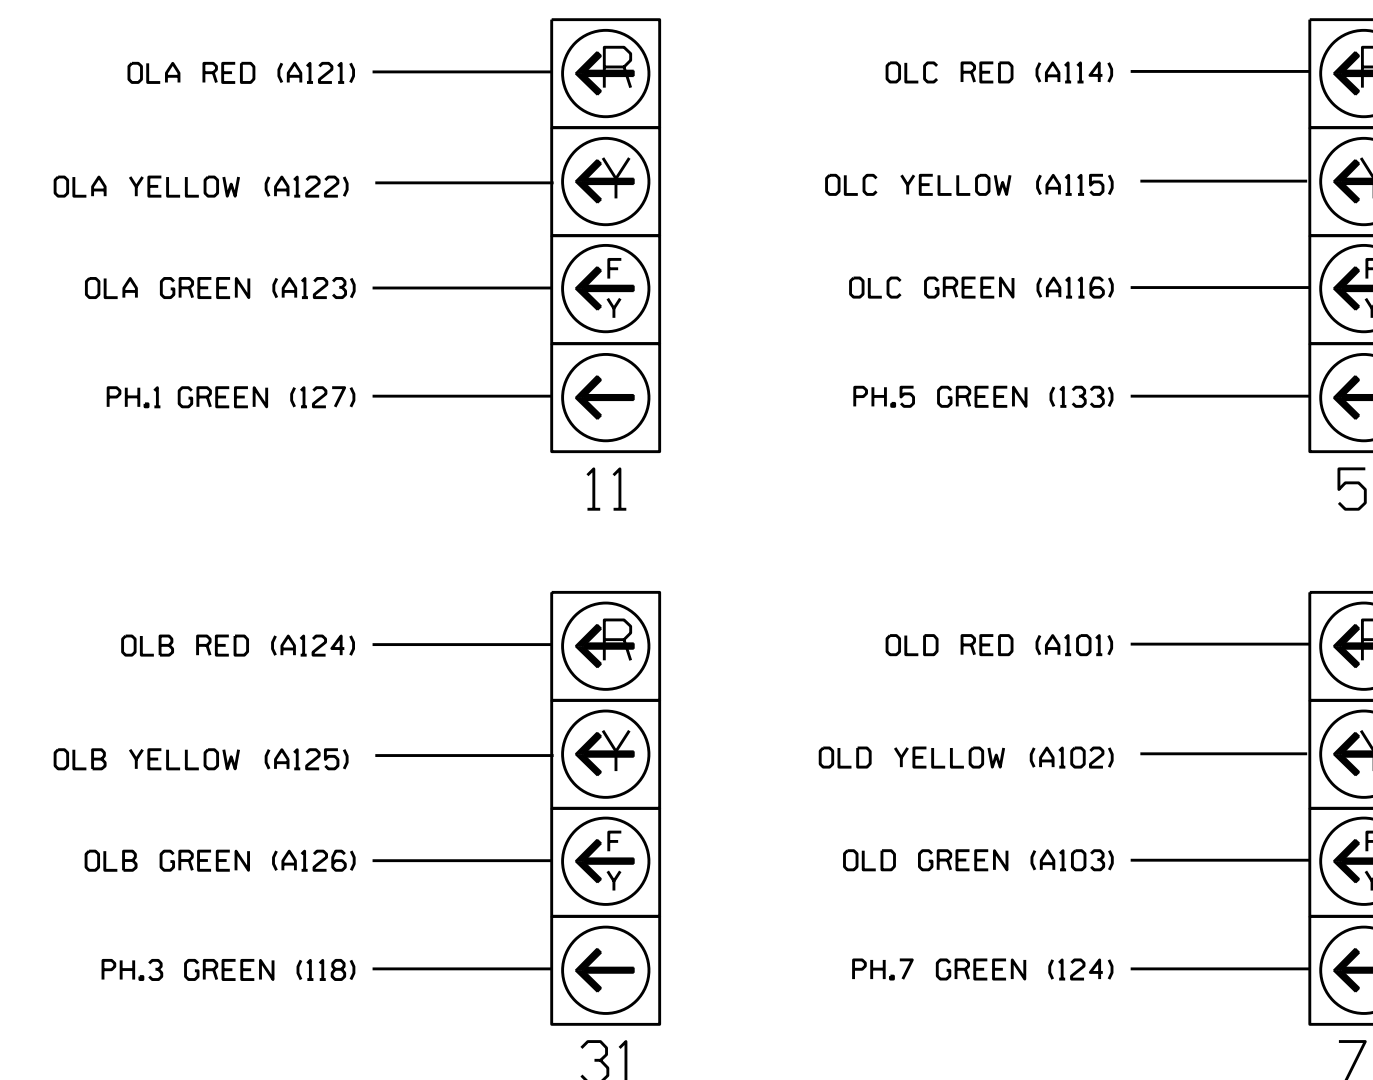 OLA RED (A121)
R
OLA YELLOW (A122)
Y
OLA GREEN (A123)
F
Y
PH.1 GREEN (127)
11
OLC RED (A114)
OLC YELLOW (A115)
OLC GREEN (A116)
PH.5 GREEN (133)
5
OLB RED (A124)
R
OLB YELLOW (A125)
Y
OLB GREEN (A126)
F
Y
PH.3 GREEN (118)
31
OLD RED (A101)
OLD YELLOW (A102)
OLD GREEN (A103)
PH.7 GREEN (124)
7